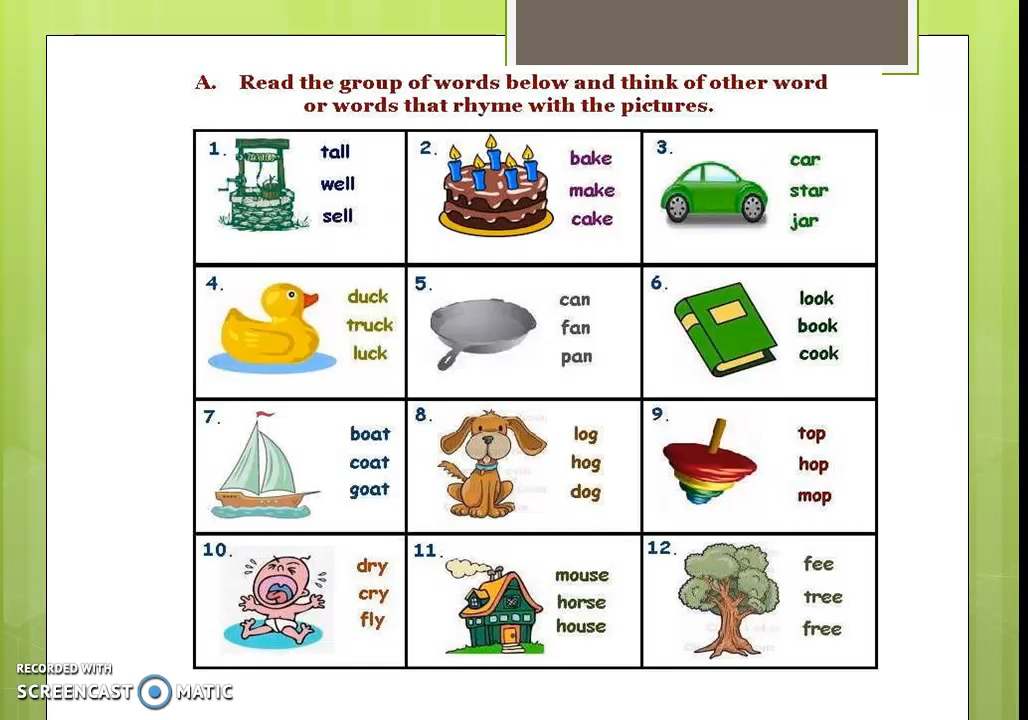 A. Read the group of words below and think of other word
or words that rhyme with the pictures.
1.
tall
well
sell
2.
bake
make
cake
3.
car
star
jar
4.
duck
truck
luck
5.
can
fan
pan
6.
look
book
cook
7.
boat
coat
goat
8.
log
hog
dog
9.
top
hop
mop
10.
dry
cry
fly
11.
mouse
horse
house
12.
fee
tree
free
RECORDED WITH
SCREENCAST MATIC